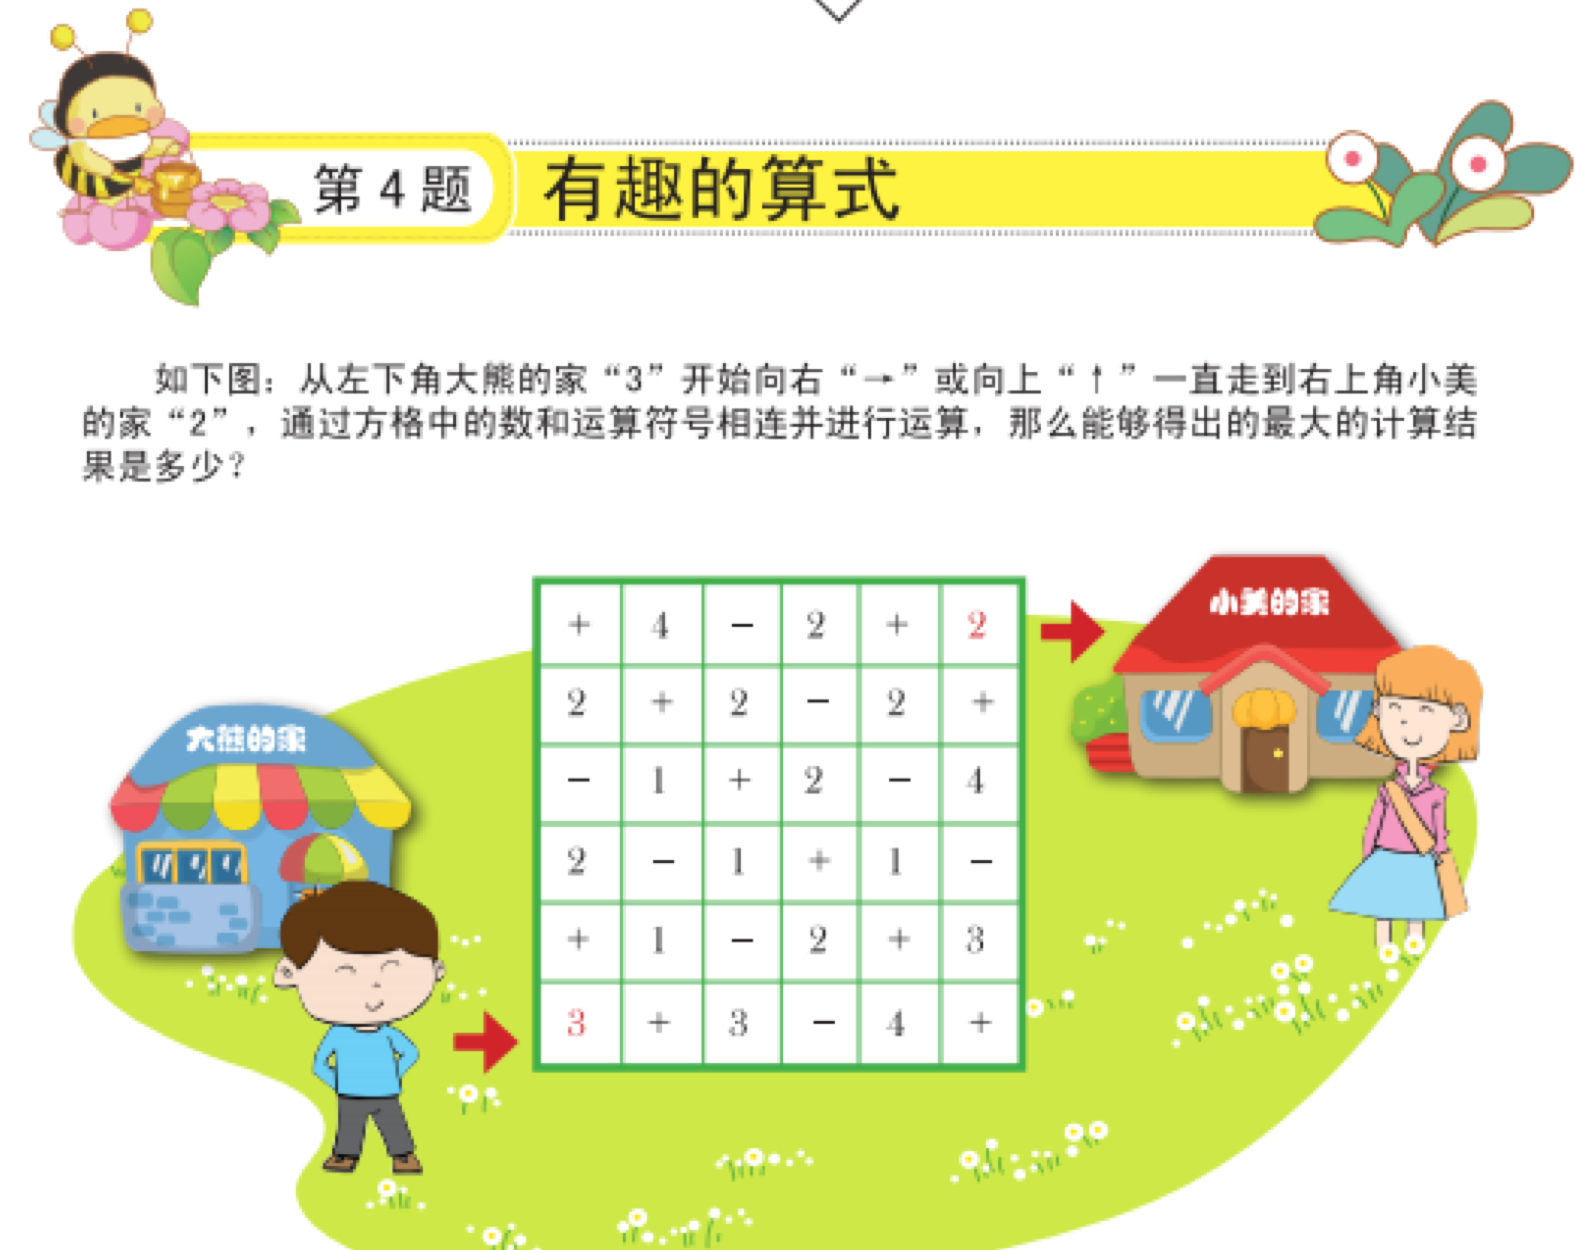 第4题 有趣的算式
如下图：从左下角大熊的家“3”开始向右“→”或向上“↑”一直走到右上角小美
的家“2”，通过方格中的数和运算符号相连并进行运算，那么能够得出的最大的计算结
果是多少？
小美的家
+ 4 − 2 + 2
2 + 2 − 2 +
大熊的家
− 1 + 2 − 4
2 − 1 + 1 −
+ 1 − 2 + 3
3 + 3 − 4 +